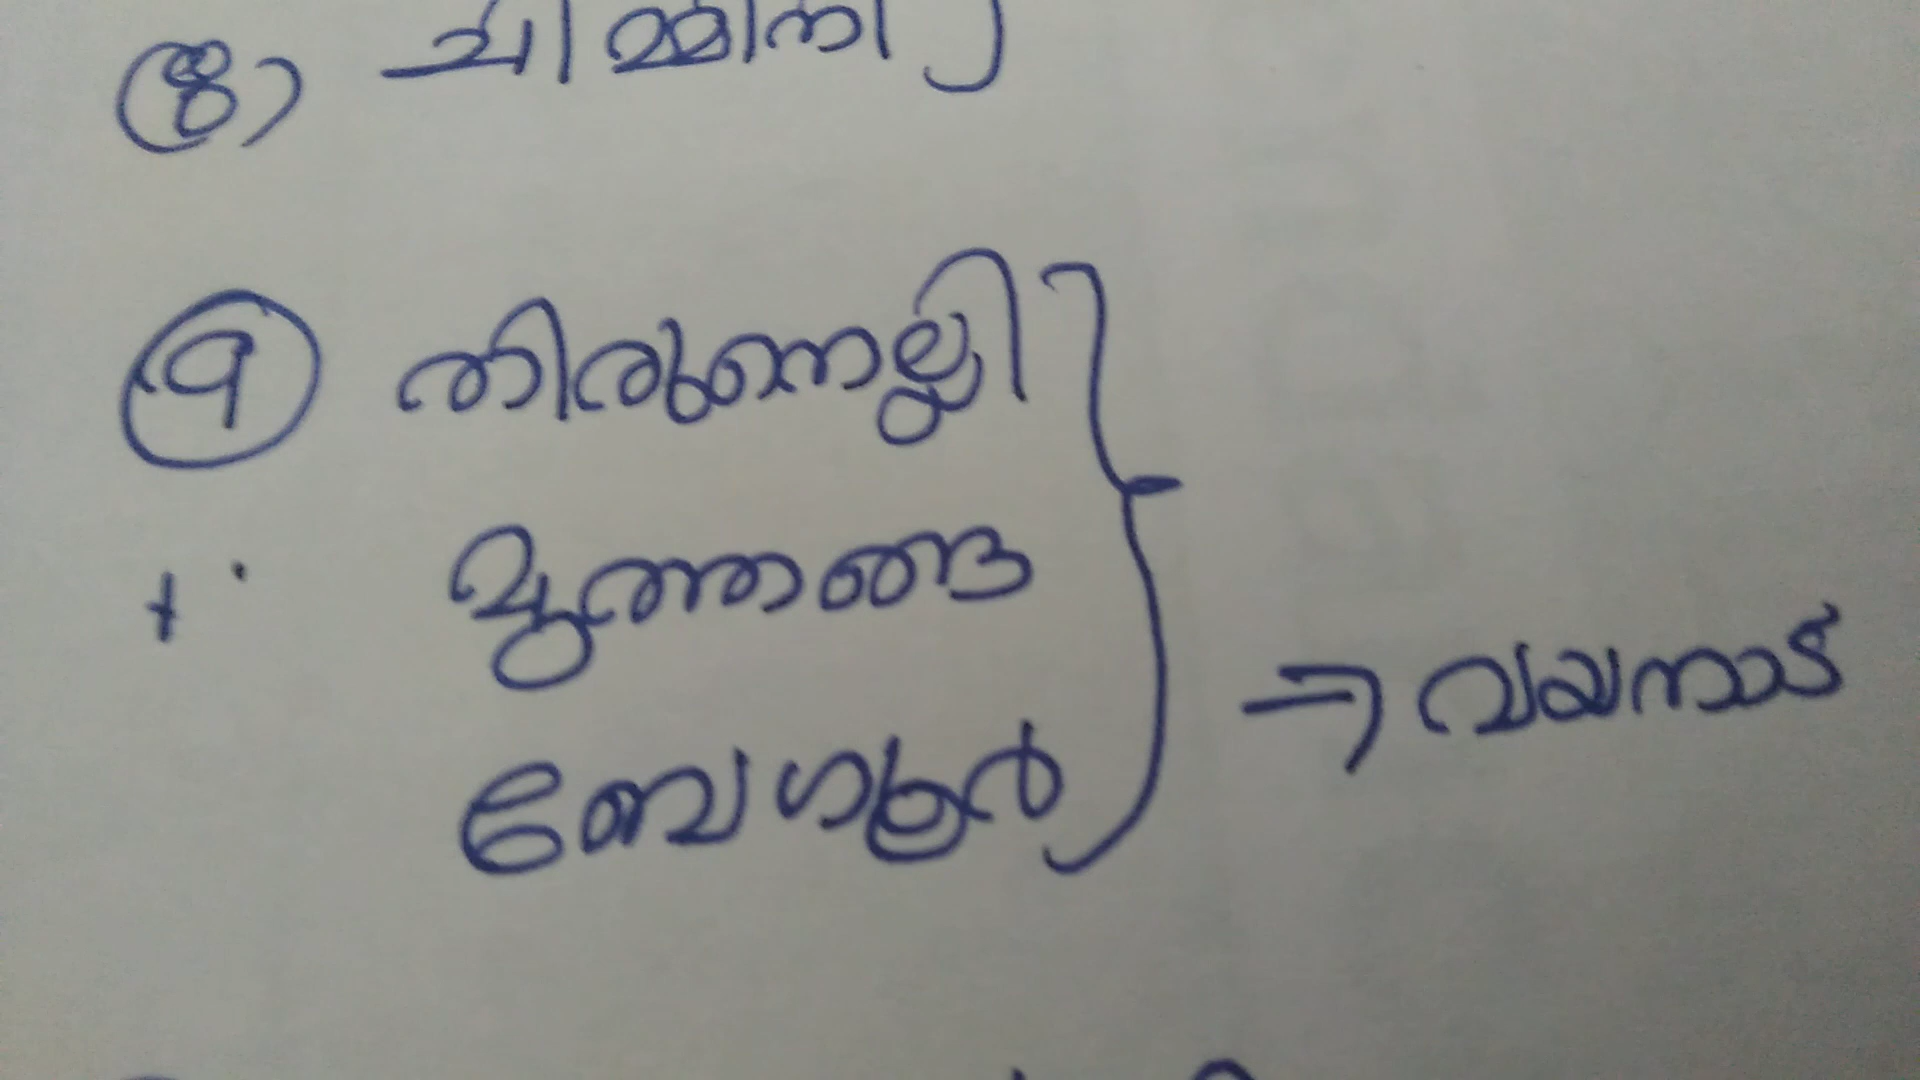 8) ചിമ്മിനി }
9 തിരുനെല്ലി }
+ മുത്തങ്ങ
→ വയനാട്
ബേഗൂർ